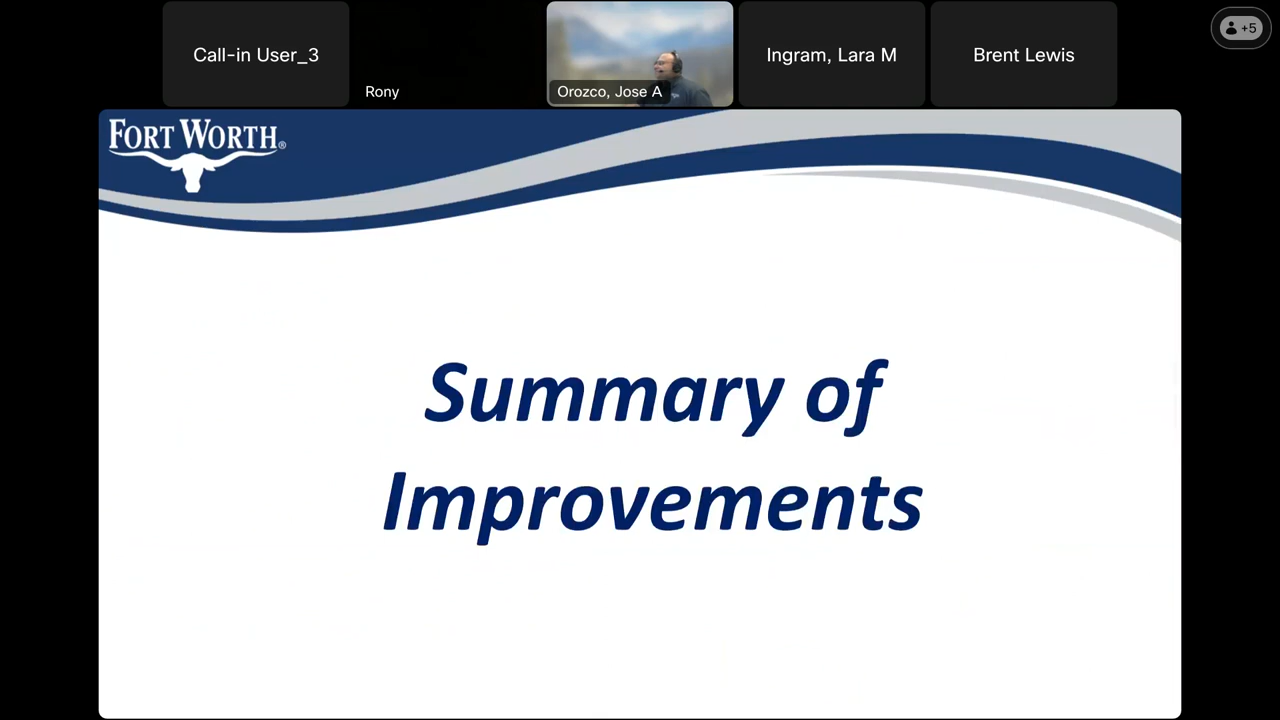 Call-in User_3
Rony
Orozco, Jose A
Ingram, Lara M
Brent Lewis
+5
FORT WORTH®
Summary of
Improvements